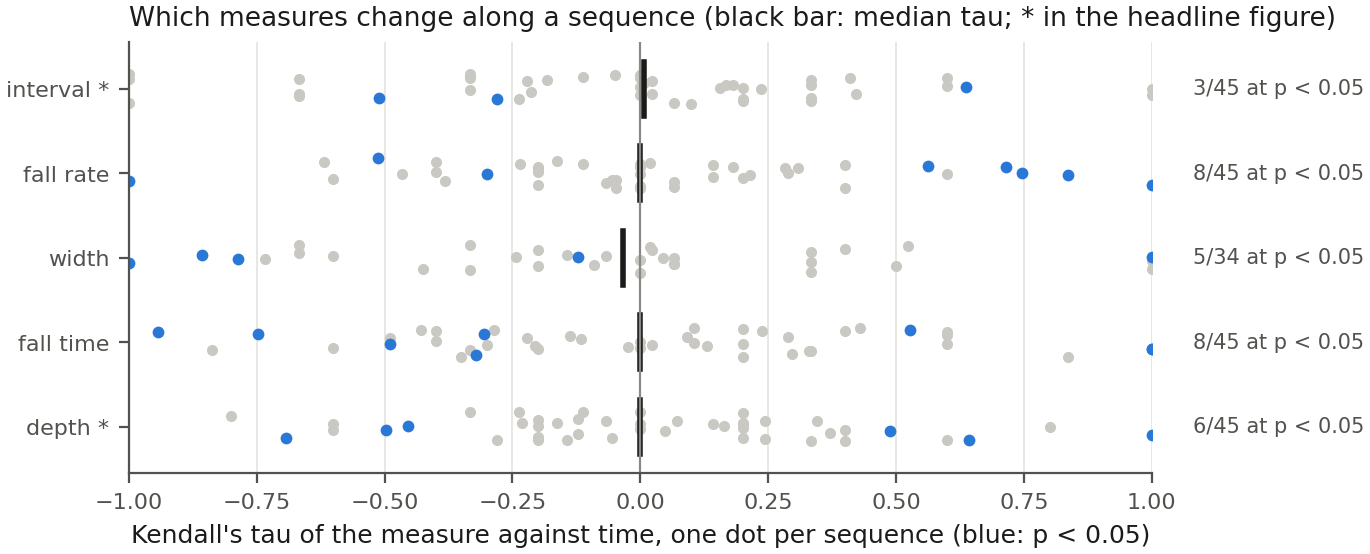 Which measures change along a sequence (black bar: median tau; * in the headline figure)
interval *
3/45 at p < 0.05
fall rate
8/45 at p < 0.05
width
5/34 at p < 0.05
fall time
8/45 at p < 0.05
depth *
6/45 at p < 0.05
−1.00 −0.75 −0.50 −0.25 0.00 0.25 0.50 0.75 1.00
Kendall's tau of the measure against time, one dot per sequence (blue: p < 0.05)